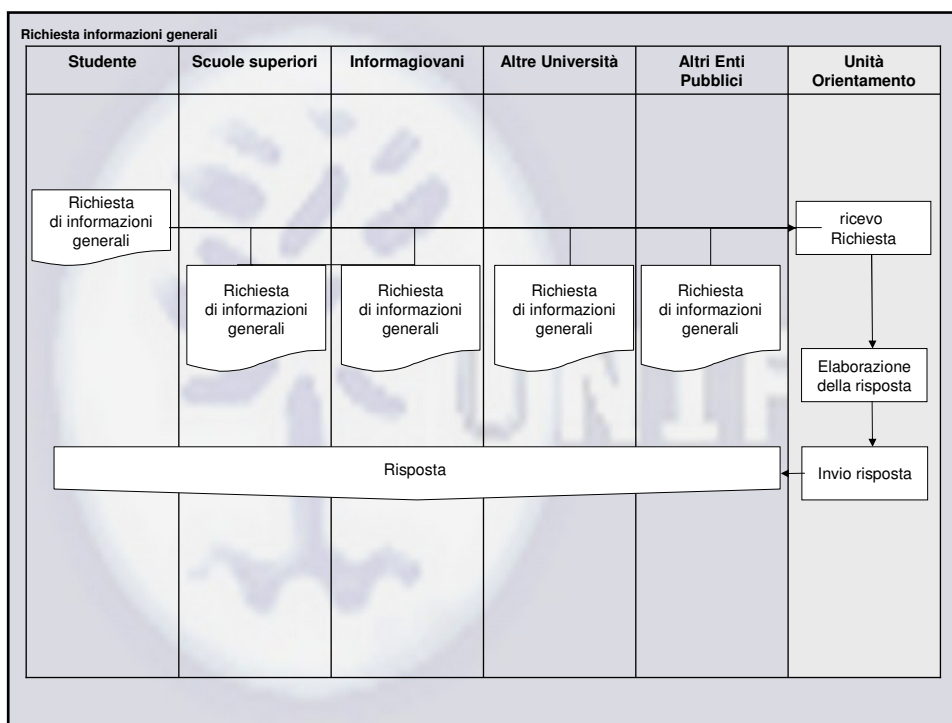 Richiesta informazioni generali
Studente
Scuole superiori
Informagiovani
Altre Università
Altri Enti
Pubblici
Unità
Orientamento
Richiesta
di informazioni
generali
ricevo
Richiesta
Richiesta
di informazioni
generali
Richiesta
di informazioni
generali
Richiesta
di informazioni
generali
Richiesta
di informazioni
generali
Elaborazione
della risposta
Risposta
Invio risposta